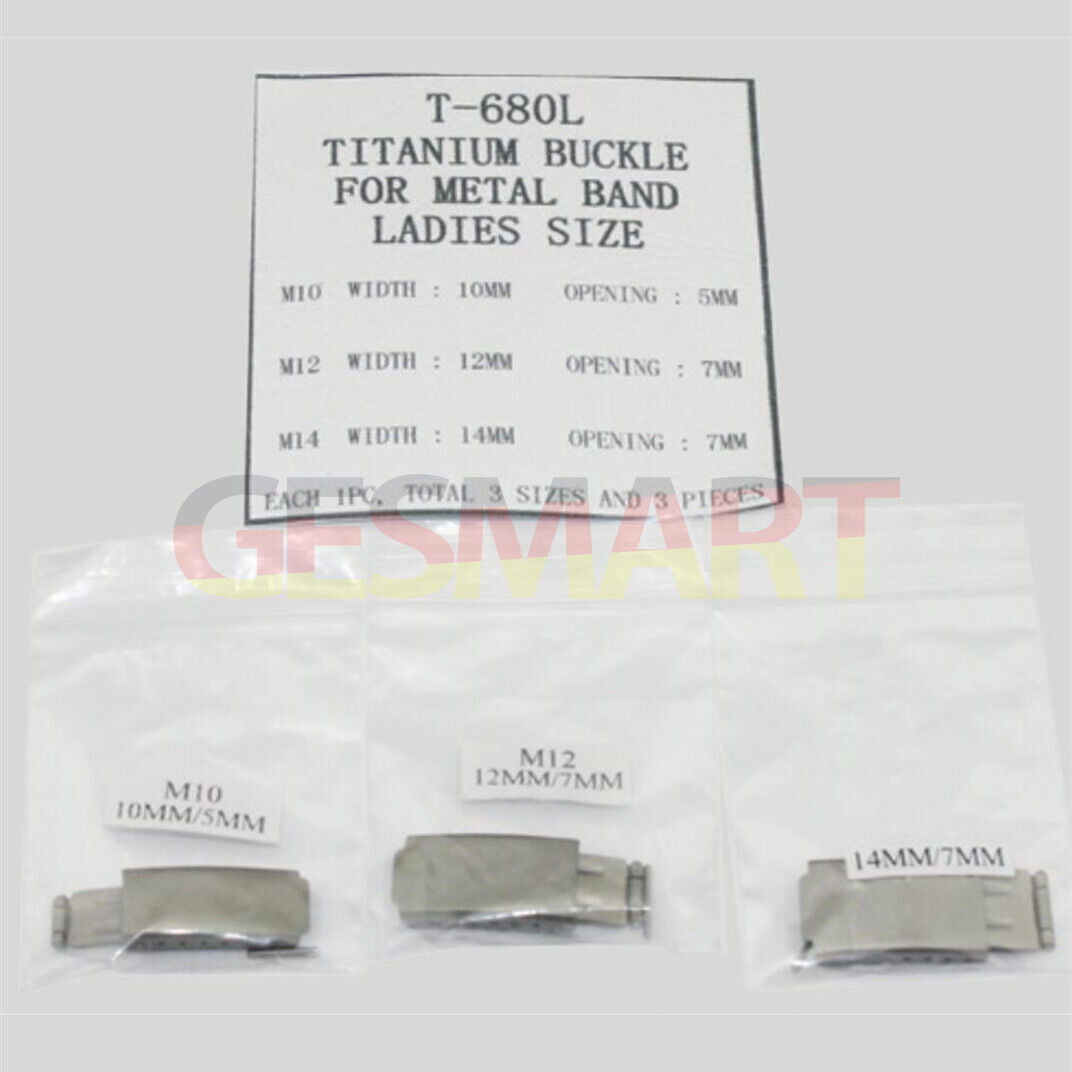 T-680L
TITANIUM BUCKLE
FOR METAL BAND
LADIES SIZE
M10 WIDTH : 10MM OPENING : 5MM
M12 WIDTH : 12MM OPENING : 7MM
M14 WIDTH : 14MM OPENING : 7MM
EACH 1PC, TOTAL 3 SIZES AND 3 PIECES
GESMART
M10
10MM/5MM
M12
12MM/7MM
14MM/7MM